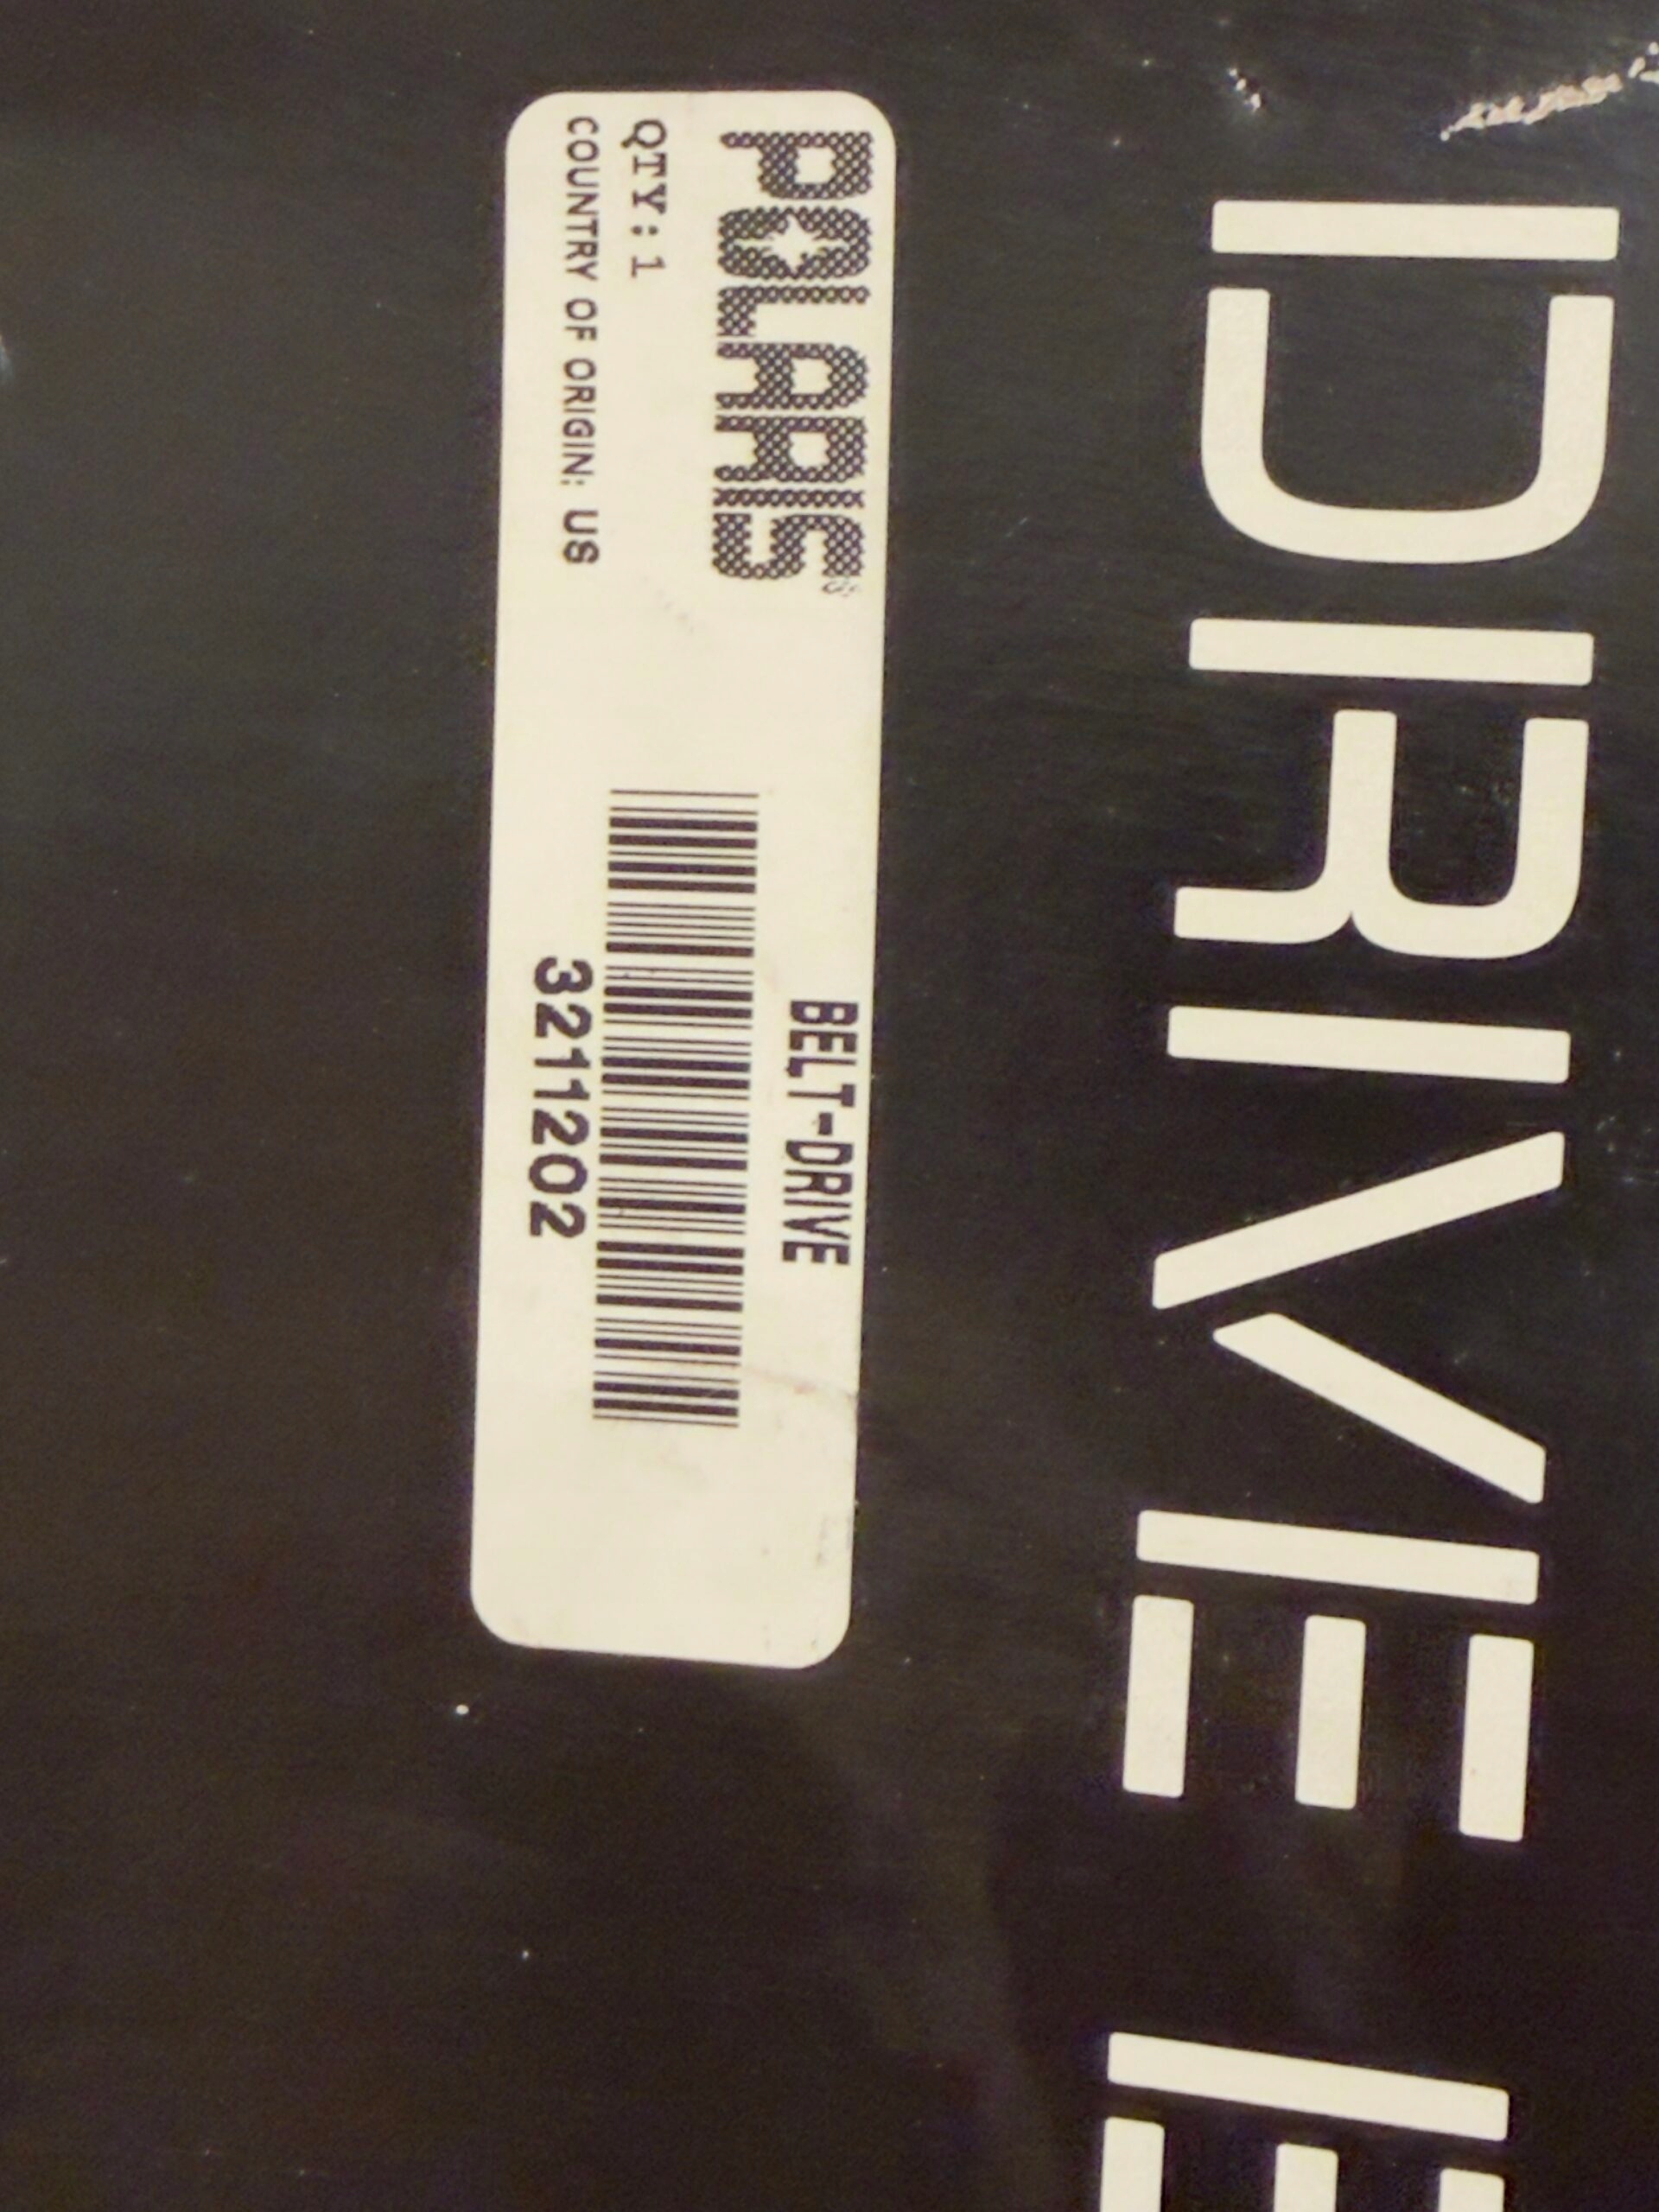 DRIVE
POLARIS®
QTY: 1
COUNTRY OF ORIGIN: US
BELT-DRIVE
3211202